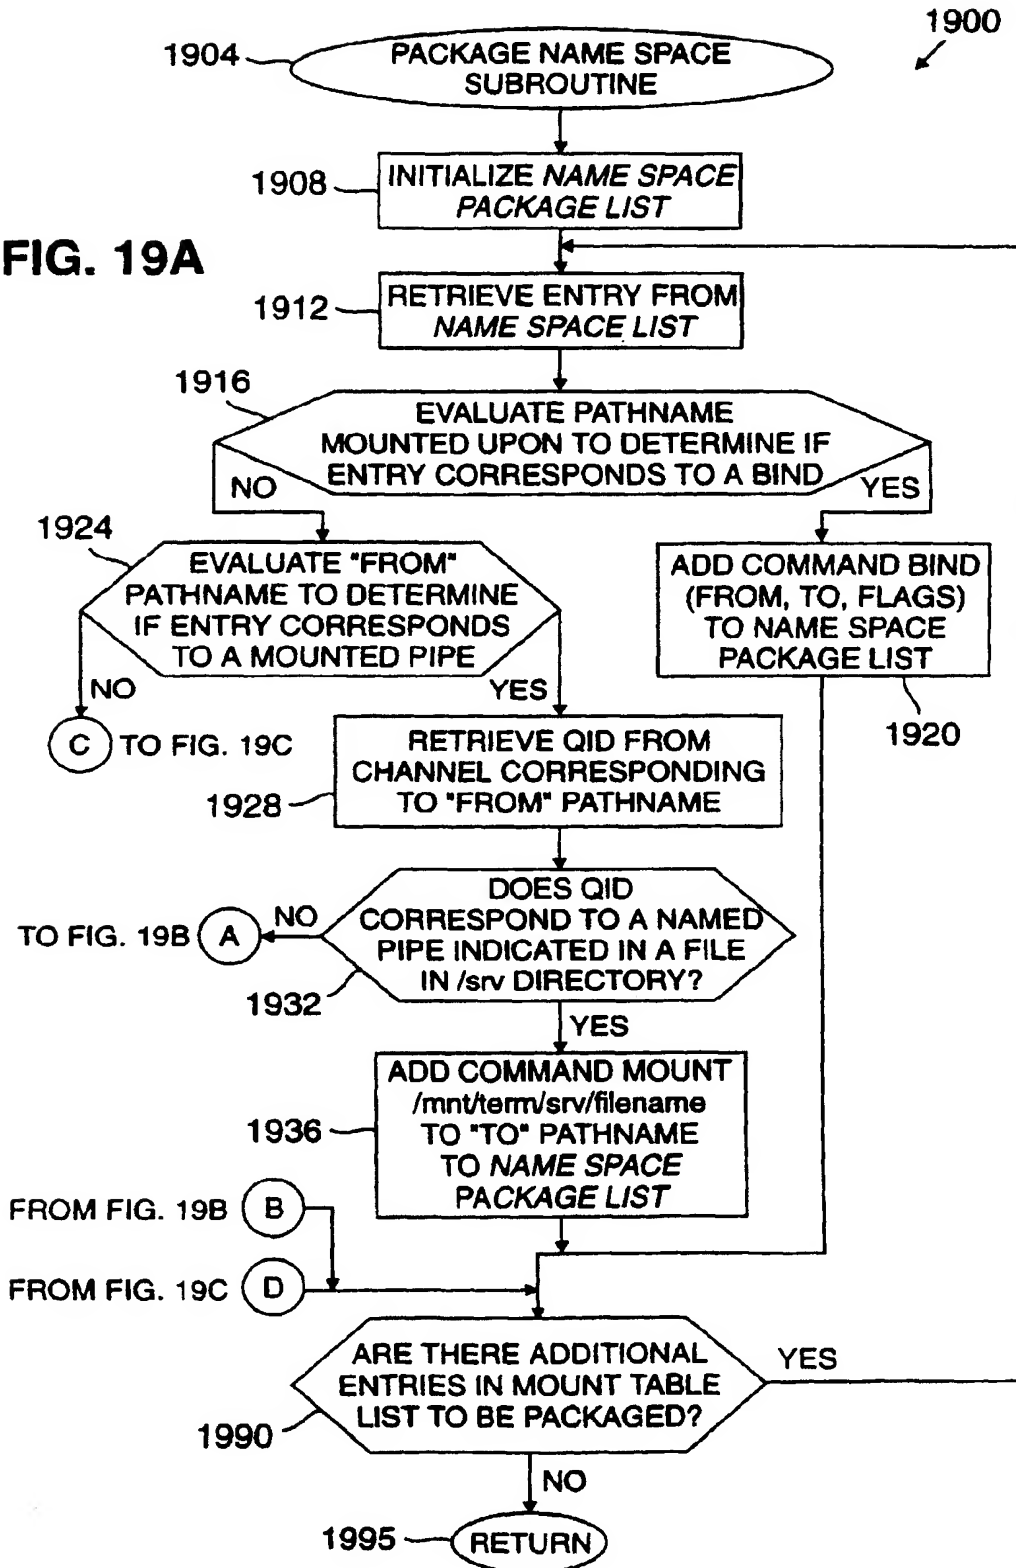 1900
1904
PACKAGE NAME SPACE
SUBROUTINE
1908
INITIALIZE NAME SPACE
PACKAGE LIST
FIG. 19A
1912
RETRIEVE ENTRY FROM
NAME SPACE LIST
1916
EVALUATE PATHNAME
MOUNTED UPON TO DETERMINE IF
ENTRY CORRESPONDS TO A BIND
NO
YES
1924
EVALUATE "FROM"
PATHNAME TO DETERMINE
IF ENTRY CORRESPONDS
TO A MOUNTED PIPE
ADD COMMAND BIND
(FROM, TO, FLAGS)
TO NAME SPACE
PACKAGE LIST
1920
NO
YES
C TO FIG. 19C
1928
RETRIEVE QID FROM
CHANNEL CORRESPONDING
TO "FROM" PATHNAME
DOES QID
CORRESPOND TO A NAMED
PIPE INDICATED IN A FILE
IN /srv DIRECTORY?
TO FIG. 19B A
NO
1932
YES
ADD COMMAND MOUNT
/mnt/term/srv/filename
TO "TO" PATHNAME
TO NAME SPACE
PACKAGE LIST
1936
FROM FIG. 19B B
FROM FIG. 19C D
ARE THERE ADDITIONAL
ENTRIES IN MOUNT TABLE
LIST TO BE PACKAGED?
YES
1990
NO
1995
RETURN